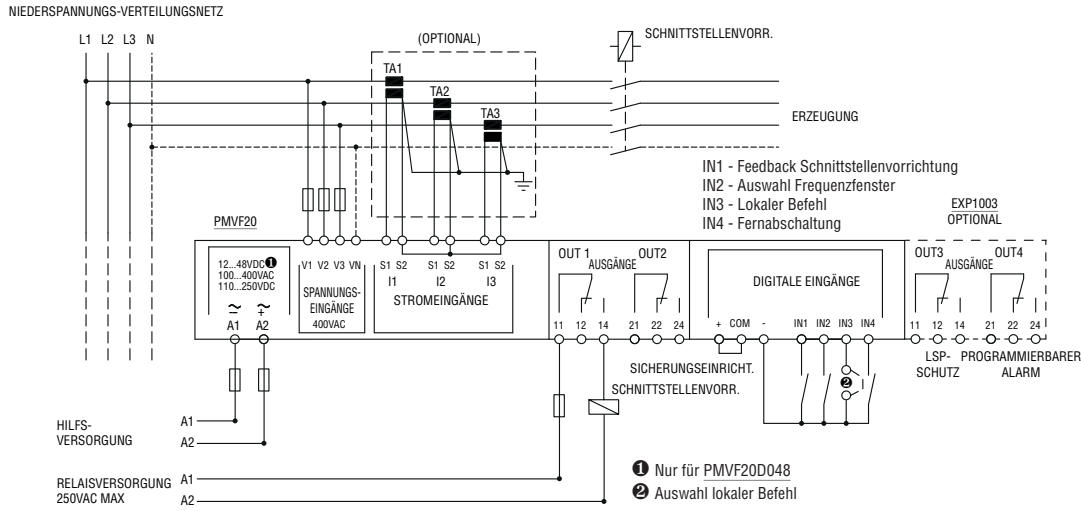 NIEDERSPANNUNGS-VERTEILUNGSNETZ
L1 L2 L3 N
(OPTIONAL)
SCHNITTSTELLENVORR.
TA1
TA2
TA3
ERZEUGUNG
IN1 - Feedback Schnittstellenvorrichtung
IN2 - Auswahl Frequenzfenster
IN3 - Lokaler Befehl
IN4 - Fernabschaltung
EXP1003
OPTIONAL
PMVF20
12...48VDC❶
100...400VAC
110...250VDC
A1 A2
V1 V2 V3 VN
SPANNUNGS-
EINGÄNGE
400VAC
S1 S2 S1 S2 S1 S2
I1 I2 I3
STROMEINGÄNGE
OUT 1 OUT2
AUSGÄNGE
11 12 14 21 22 24
DIGITALE EINGÄNGE
+ COM - IN1 IN2 IN3 IN4
OUT3 OUT4
AUSGÄNGE
11 12 14 21 22 24
LSP-
SCHUTZ
PROGRAMMIERBARER
ALARM
SICHERUNGSEINRICHT.
SCHNITTSTELLENVORR.
❷
HILFS-
VERSORGUNG
A1
A2
RELAISVERSORGUNG
250VAC MAX
A1
A2
❶ Nur für PMVF20D048
❷ Auswahl lokaler Befehl